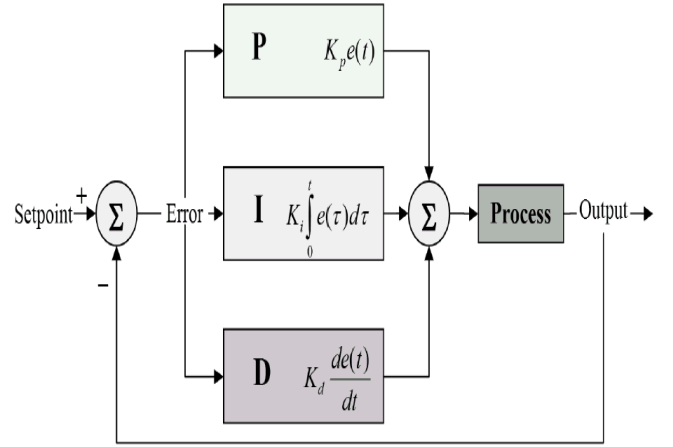 P K_p e(t)
Setpoint
+
Σ
Error
I K_i ∫_0^t e(τ)dτ
Σ
Process
Output
−
D K_d de(t)/dt